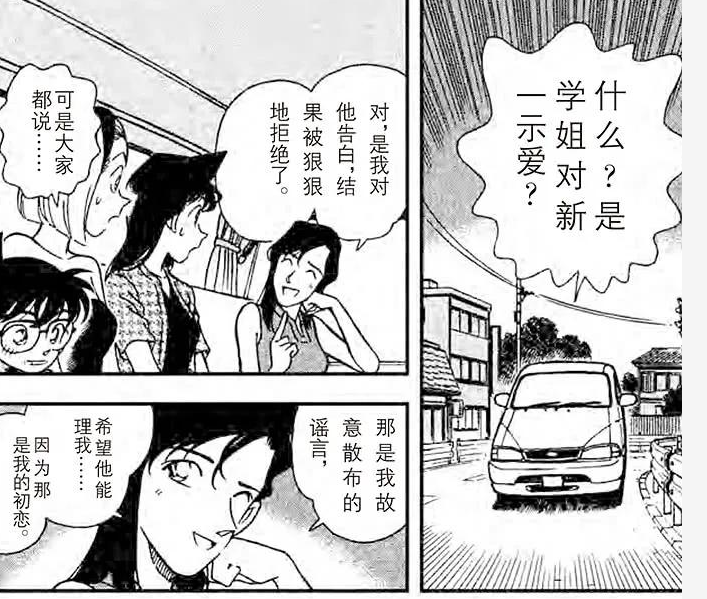 什么？是
学姐对新
一示爱？
对，是我对
他告白，结
果被狠狠
地拒绝了。
可是大家
都说……
那是我故
意散布的
谣言，
希望他能
理我……
因为那
是我的初恋。